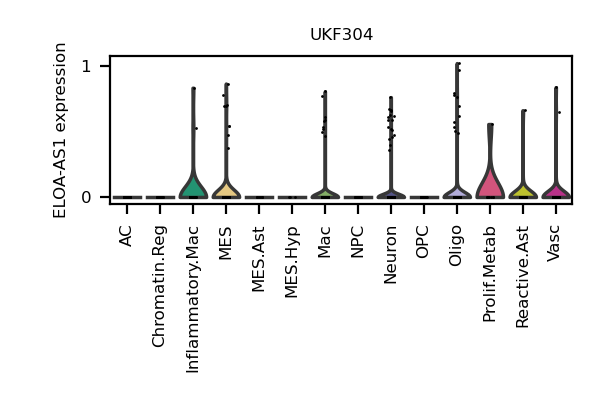 UKF304
ELOA-AS1 expression
1
0
AC
Chromatin.Reg
Inflammatory.Mac
MES
MES.Ast
MES.Hyp
Mac
NPC
Neuron
OPC
Oligo
Prolif.Metab
Reactive.Ast
Vasc